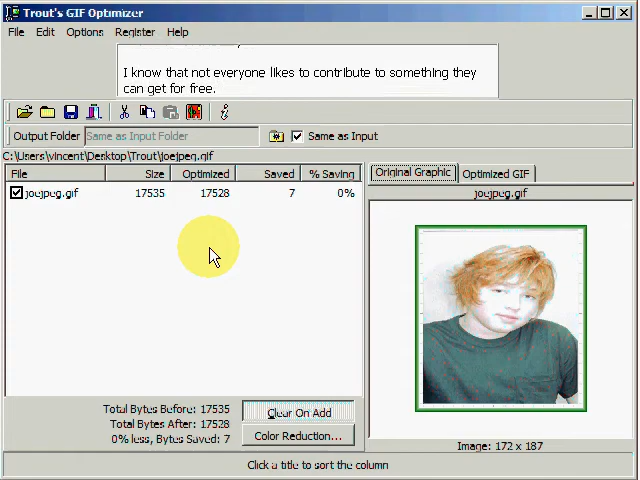 Trout's GIF Optimizer
File Edit Options Register Help
I know that not everyone likes to contribute to something they
can get for free.
Output Folder Same as Input Folder Same as Input
C:\Users\vincent\Desktop\Trout\joejpeg.gif
File Size Optimized Saved % Saving
joejpeg.gif 17535 17528 7 0%
Original Graphic Optimized GIF
joejpeg.gif
Total Bytes Before: 17535
Total Bytes After: 17528
0% less, Bytes Saved: 7
Clear On Add
Color Reduction...
Image: 172 x 187
Click a title to sort the column